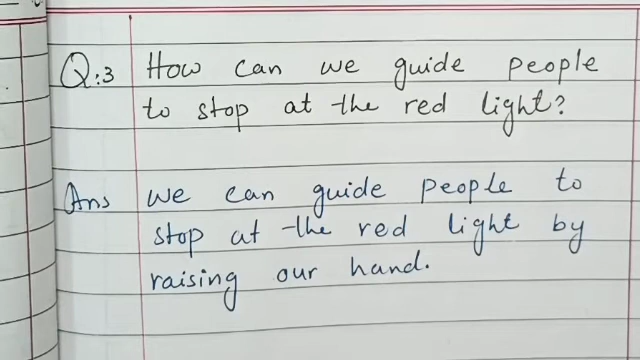 Q:3 How can we guide people
to stop at the red light?
Ans we can guide people to
stop at the red light by
raising our hand.